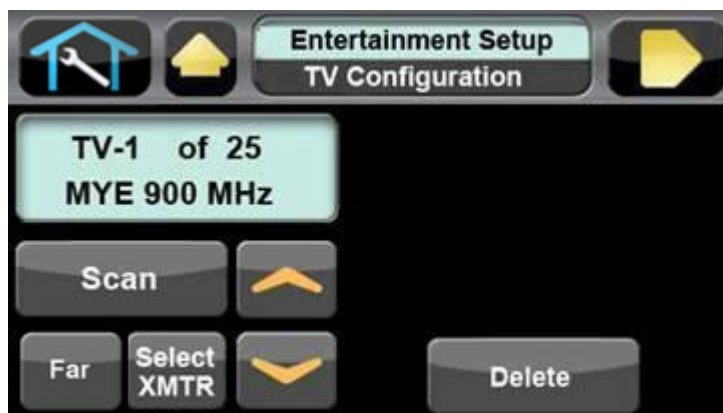 Entertainment Setup
TV Configuration
TV-1 of 25
MYE 900 MHz
Scan
Far
Select
XMTR
Delete